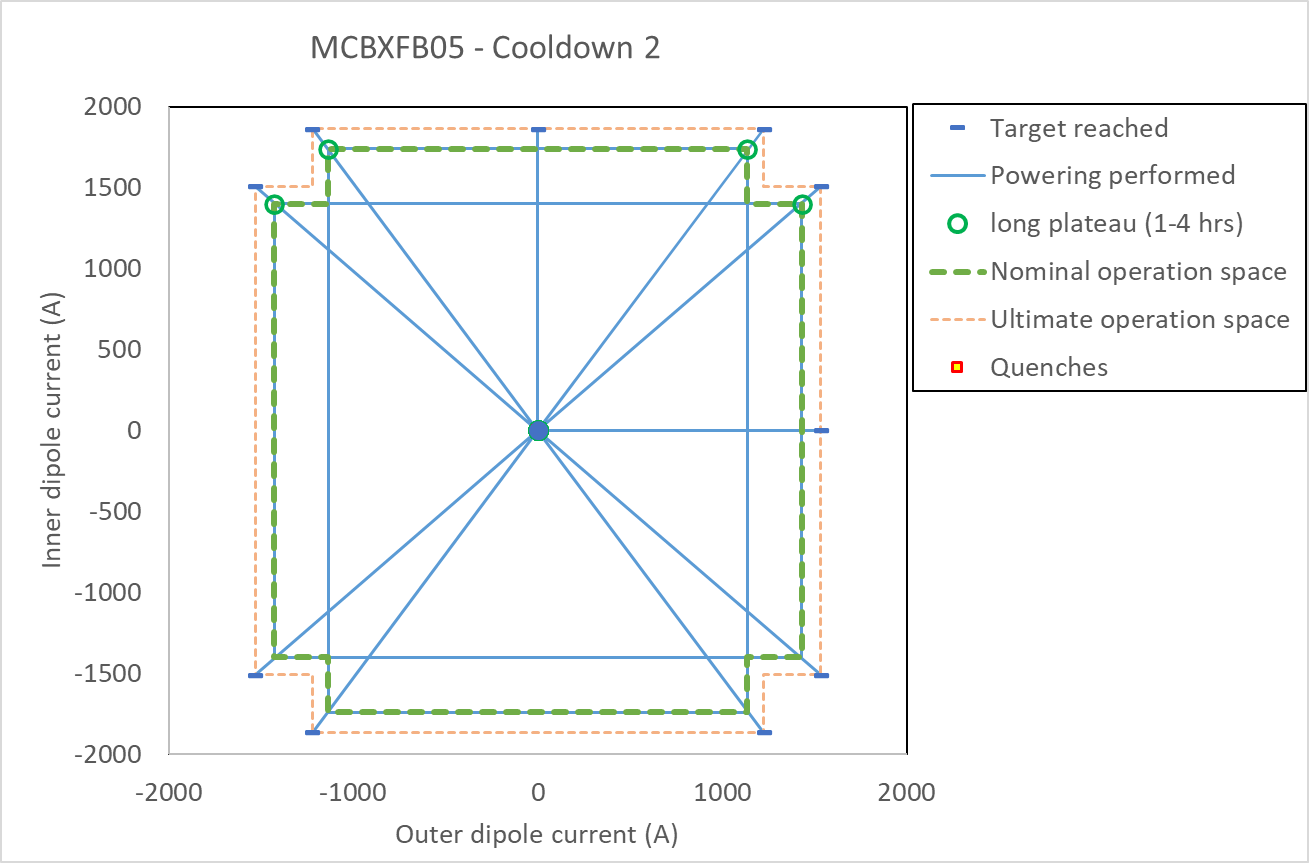 MCBXFB05 - Cooldown 2
2000
1500
1000
500
0
-500
-1000
-1500
-2000
-2000
-1000
0
1000
2000
Inner dipole current (A)
Outer dipole current (A)
Target reached
Powering performed
long plateau (1-4 hrs)
Nominal operation space
Ultimate operation space
Quenches